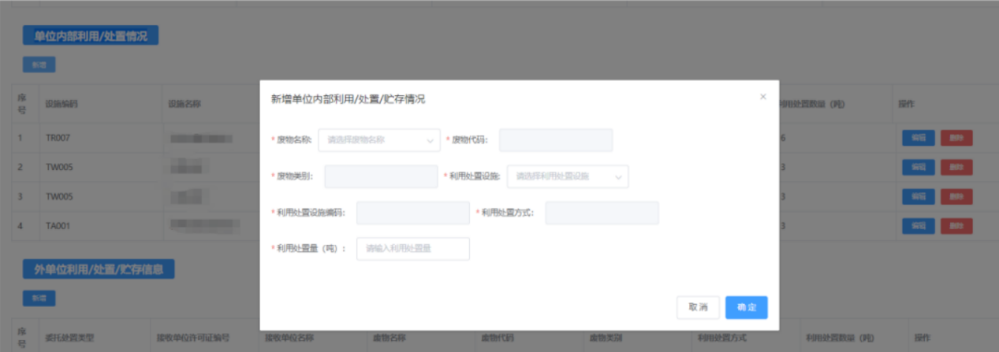 单位内部利用/处置情况
新增
序号 设施编码 设施名称 利用处置数量（吨） 操作
1 TR007 6 编辑 删除
2 TW005 3 编辑 删除
3 TW005 3 编辑 删除
4 TA001 3 编辑 删除
新增单位内部利用/处置/贮存情况 ×
* 废物名称: 请选择废物名称 * 废物代码:
* 废物类别: * 利用处置设施: 请选择利用处置设施
* 利用处置设施编码: * 利用处置方式:
* 利用处置量（吨）: 请输入利用处置量
取消 确定
外单位利用/处置/贮存信息
新增
序号 委托处置类型 接收单位许可证编号 接收单位名称 废物名称 废物代码 废物类别 利用处置方式 利用处置数量（吨） 操作